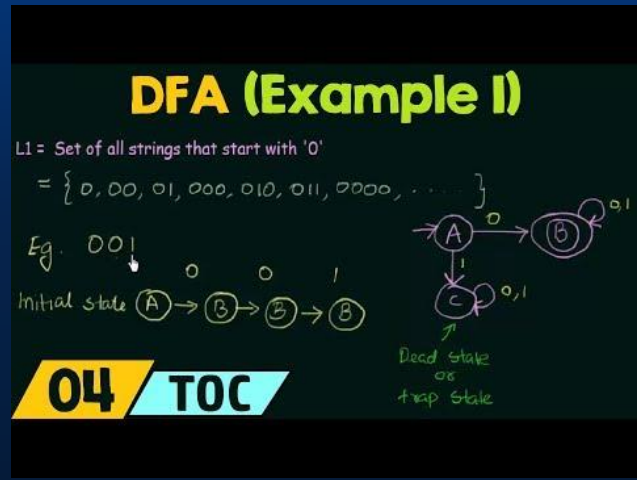 DFA (Example 1)
L1 = Set of all strings that start with '0'
= { 0, 00, 01, 000, 010, 011, 0000, . . . . . }
Eg. 001
0 0 1
Initial state A → B → B → B
A 0 B 0,1
1
C 0,1
Dead state
or
trap state
04 TOC